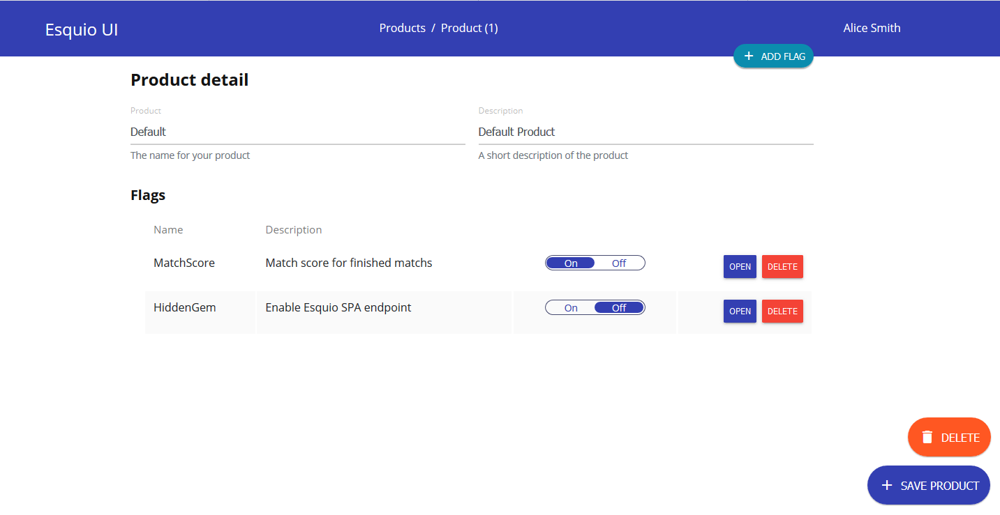 Esquio UI
Products / Product (1)
Alice Smith
+ ADD FLAG
Product detail
Product
Description
Default
Default Product
The name for your product
A short description of the product
Flags
Name
Description
MatchScore
Match score for finished matchs
On
Off
OPEN
DELETE
HiddenGem
Enable Esquio SPA endpoint
On
Off
OPEN
DELETE
DELETE
+ SAVE PRODUCT